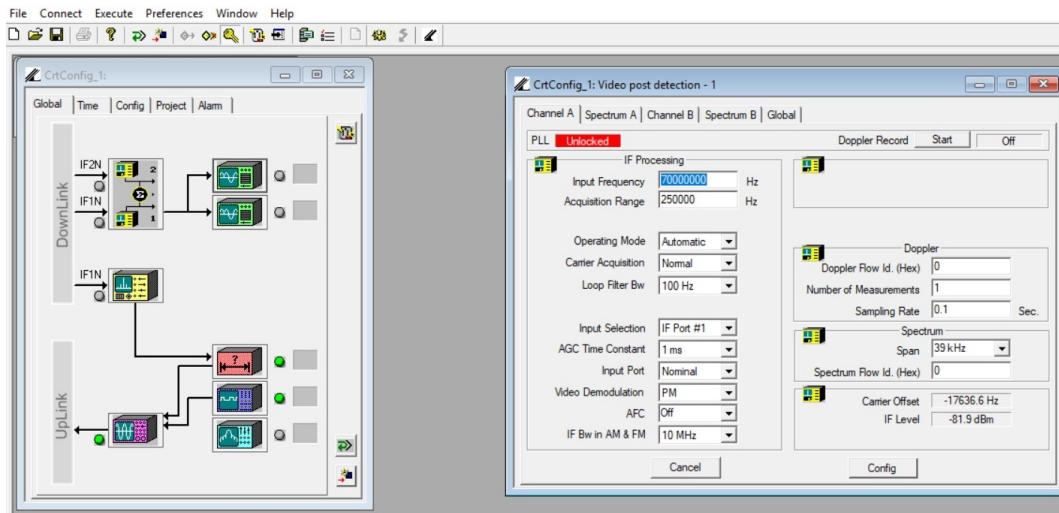 File Connect Execute Preferences Window Help
CrtConfig_1:
Global Time Config Project Alarm
DownLink
IF2N
2
IF1N
1
IF1N
UpLink
?
CrtConfig_1: Video post detection - 1
Channel A Spectrum A Channel B Spectrum B Global
PLL Unlocked Doppler Record Start Off
IF Processing
Input Frequency 70000000 Hz
Acquisition Range 250000 Hz
Operating Mode Automatic
Carrier Acquisition Normal
Loop Filter Bw 100 Hz
Input Selection IF Port #1
AGC Time Constant 1 ms
Input Port Nominal
Video Demodulation PM
AFC Off
IF Bw in AM & FM 10 MHz
Cancel
Doppler
Doppler Flow Id. (Hex) 0
Number of Measurements 1
Sampling Rate 0.1 Sec.
Spectrum
Span 39 kHz
Spectrum Flow Id. (Hex) 0
Carrier Offset -17636.6 Hz
IF Level -81.9 dBm
Config